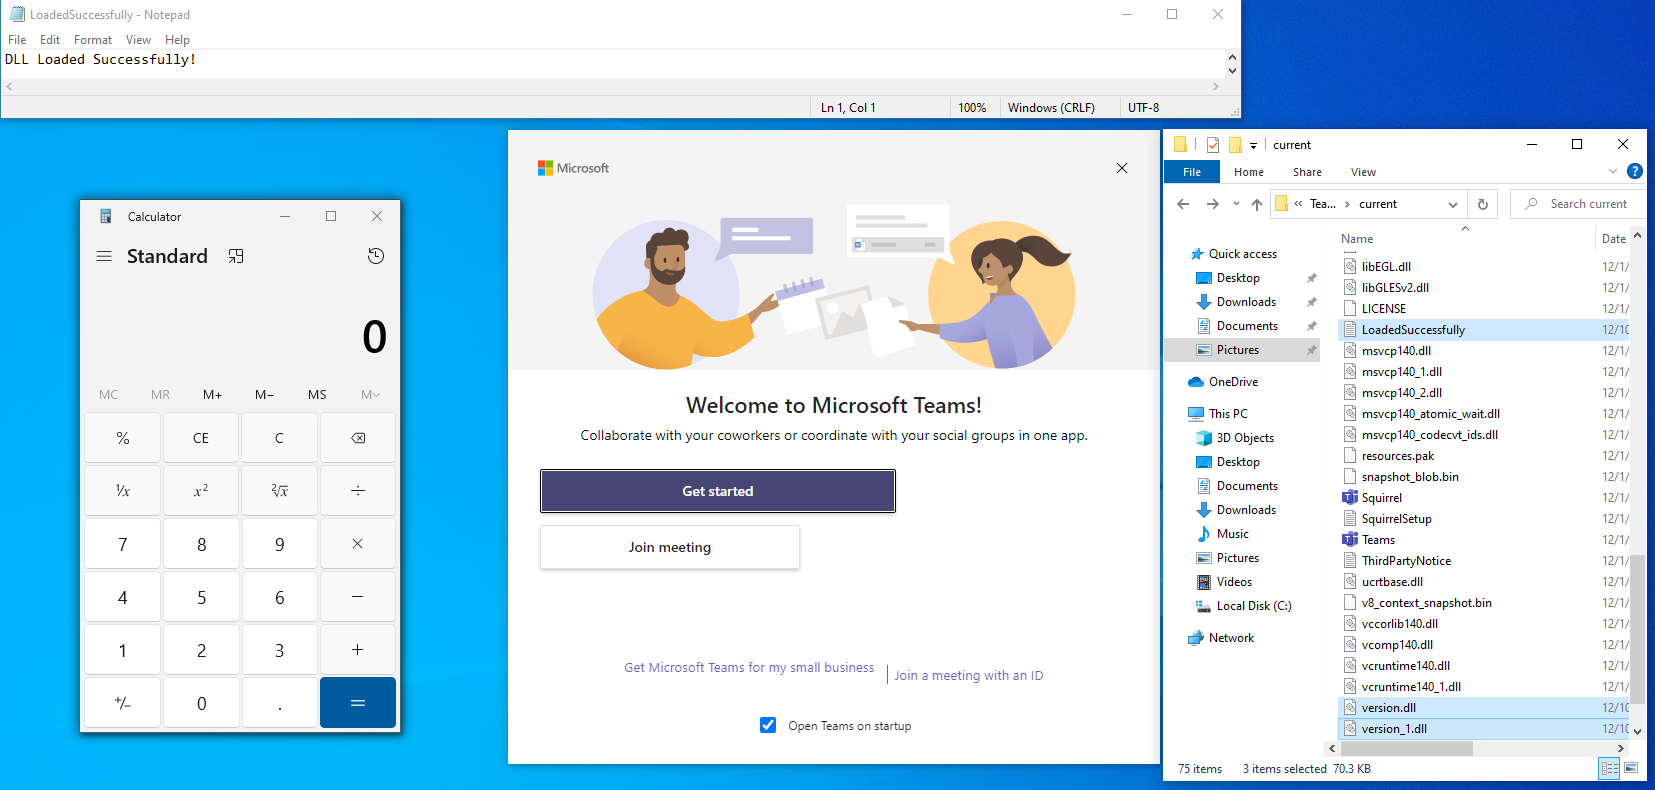 LoadedSuccessfully - Notepad
File Edit Format View Help
DLL Loaded Successfully!
Ln 1, Col 1 100% Windows (CRLF) UTF-8
Calculator
Standard
0
MC MR M+ M− MS M
% CE C
¹/x x² ²√x ÷
7 8 9 ×
4 5 6 −
1 2 3 +
+/− 0 . =
Microsoft
Welcome to Microsoft Teams!
Collaborate with your coworkers or coordinate with your social groups in one app.
Get started
Join meeting
Get Microsoft Teams for my small business
Join a meeting with an ID
Open Teams on startup
current
File Home Share View
« Tea... › current
Search current
Quick access
Desktop
Downloads
Documents
Pictures
OneDrive
This PC
3D Objects
Desktop
Documents
Downloads
Music
Pictures
Videos
Local Disk (C:)
Network
Name Date
libEGL.dll 12/1/
libGLESv2.dll 12/1/
LICENSE 12/1/
LoadedSuccessfully 12/10
msvcp140.dll 12/1/
msvcp140_1.dll 12/1/
msvcp140_2.dll 12/1/
msvcp140_atomic_wait.dll 12/1/
msvcp140_codecvt_ids.dll 12/1/
resources.pak 12/1/
snapshot_blob.bin 12/1/
Squirrel 12/1/
SquirrelSetup 12/1/
Teams 12/1/
ThirdPartyNotice 12/1/
ucrtbase.dll 12/1/
v8_context_snapshot.bin 12/1/
vccorlib140.dll 12/1/
vcomp140.dll 12/1/
vcruntime140.dll 12/1/
vcruntime140_1.dll 12/1/
version.dll 12/10
version_1.dll 12/10
75 items 3 items selected 70.3 KB